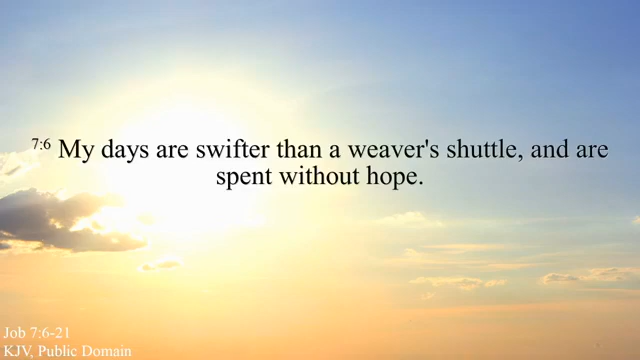 7:6 My days are swifter than a weaver's shuttle, and are
spent without hope.
Job 7:6-21
KJV, Public Domain